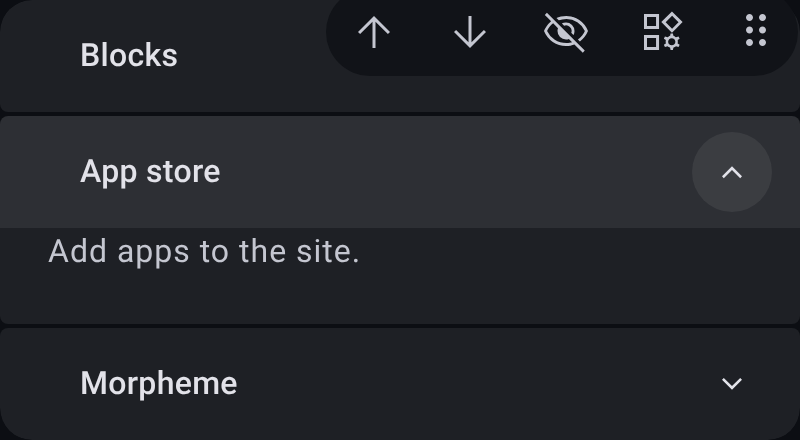 Blocks
App store
Add apps to the site.
Morpheme